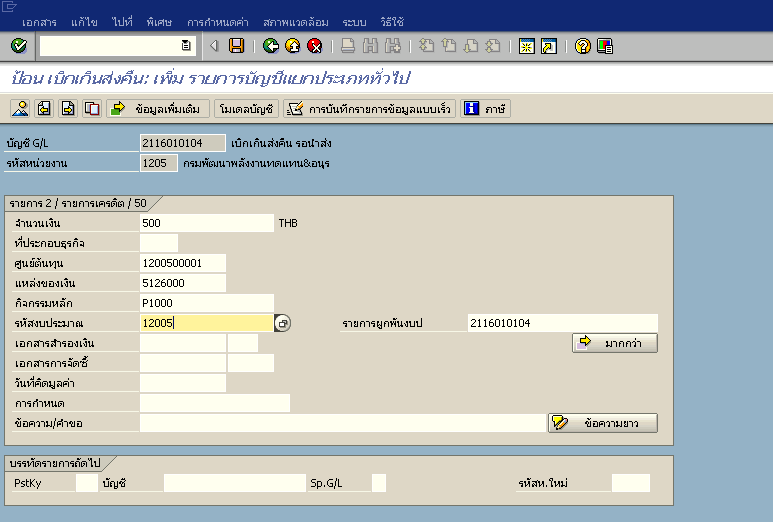 เอกสาร แก้ไข ไปที่ พิเศษ การกำหนดค่า สภาพแวดล้อม ระบบ วิธีใช้
ป้อน เบิกเกินส่งคืน: เพิ่ม รายการบัญชีแยกประเภททั่วไป
ข้อมูลเพิ่มเติม โมเดลบัญชี การบันทึกรายการข้อมูลแบบเร็ว ภาษี
บัญชี G/L 2116010104 เบิกเกินส่งคืน รอนำส่ง
รหัสหน่วยงาน 1205 กรมพัฒนาพลังงานทดแทน&อนุร
รายการ 2 / รายการเครดิต / 50
จำนวนเงิน 500 THB
ที่ประกอบธุรกิจ
ศูนย์ต้นทุน 1200500001
แหล่งของเงิน 5126000
กิจกรรมหลัก P1000
รหัสงบประมาณ 12005 รายการผูกพันงบป 2116010104
เอกสารสำรองเงิน มากกว่า
เอกสารการจัดซื้
วันที่คิดมูลค่า
การกำหนด
ข้อความ/คำขอ ข้อความยาว
บรรทัดรายการถัดไป
PstKy บัญชี Sp.G/L รหัสห.ใหม่